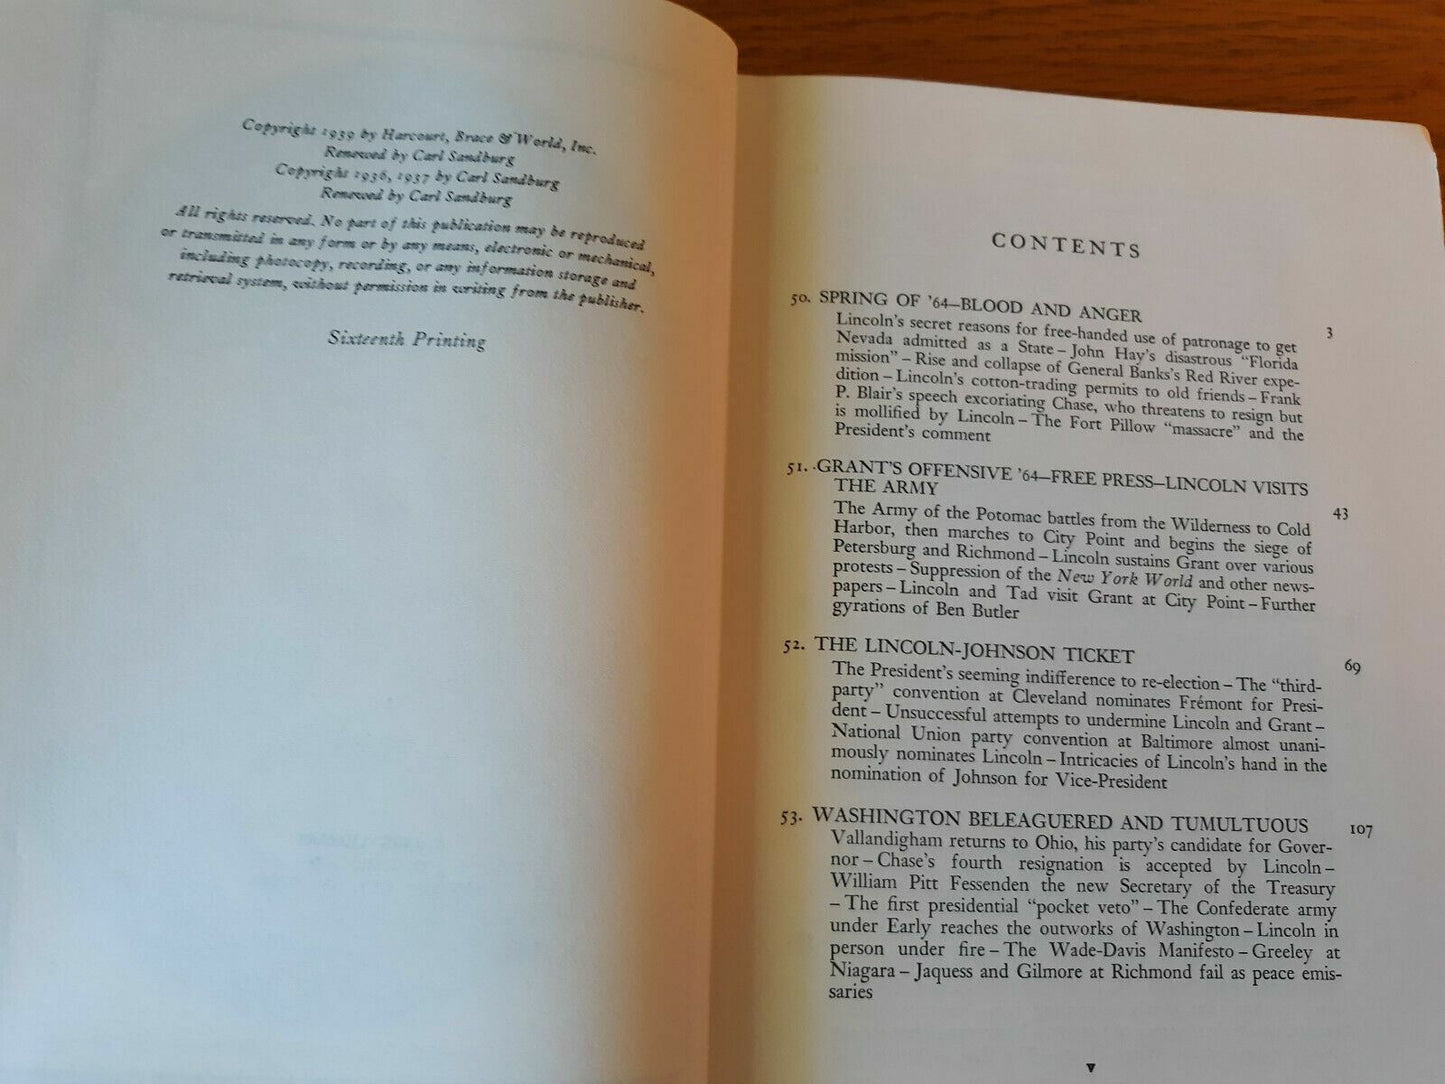 Copyright 1939 by Harcourt, Brace & World, Inc.
Renewed by Carl Sandburg
Copyright 1936, 1937 by Carl Sandburg
Renewed by Carl Sandburg
All rights reserved. No part of this publication may be reproduced
or transmitted in any form or by any means, electronic or mechanical,
including photocopy, recording, or any information storage and
retrieval system, without permission in writing from the publisher.
Sixteenth Printing
CONTENTS
50. SPRING OF '64—BLOOD AND ANGER 3
Lincoln's secret reasons for free-handed use of patronage to get
Nevada admitted as a State – John Hay's disastrous "Florida
mission" – Rise and collapse of General Banks's Red River expe-
dition – Lincoln's cotton-trading permits to old friends – Frank
P. Blair's speech excoriating Chase, who threatens to resign but
is mollified by Lincoln – The Fort Pillow "massacre" and the
President's comment
51. GRANT'S OFFENSIVE '64—FREE PRESS—LINCOLN VISITS
THE ARMY 43
The Army of the Potomac battles from the Wilderness to Cold
Harbor, then marches to City Point and begins the siege of
Petersburg and Richmond – Lincoln sustains Grant over various
protests – Suppression of the New York World and other news-
papers – Lincoln and Tad visit Grant at City Point – Further
gyrations of Ben Butler
52. THE LINCOLN-JOHNSON TICKET 69
The President's seeming indifference to re-election – The "third-
party" convention at Cleveland nominates Frémont for Presi-
dent – Unsuccessful attempts to undermine Lincoln and Grant –
National Union party convention at Baltimore almost unani-
mously nominates Lincoln – Intricacies of Lincoln's hand in the
nomination of Johnson for Vice-President
53. WASHINGTON BELEAGUERED AND TUMULTUOUS 107
Vallandigham returns to Ohio, his party's candidate for Gover-
nor – Chase's fourth resignation is accepted by Lincoln –
William Pitt Fessenden the new Secretary of the Treasury
– The first presidential "pocket veto" – The Confederate army
under Early reaches the outworks of Washington – Lincoln in
person under fire – The Wade-Davis Manifesto – Greeley at
Niagara – Jaquess and Gilmore at Richmond fail as peace emis-
saries
v